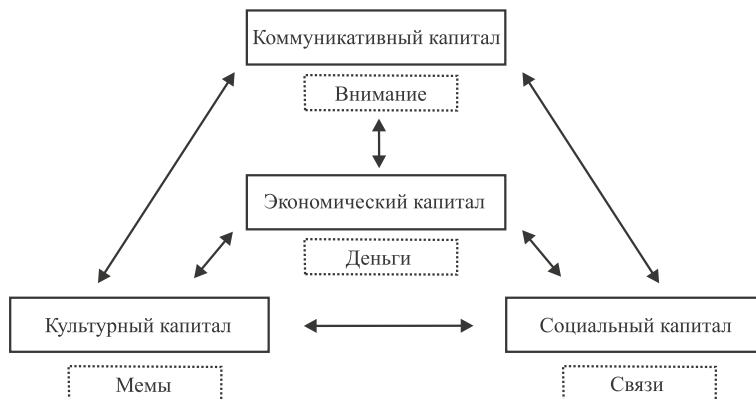 Коммуникативный капитал
Внимание
Экономический капитал
Деньги
Культурный капитал
Социальный капитал
Мемы
Связи